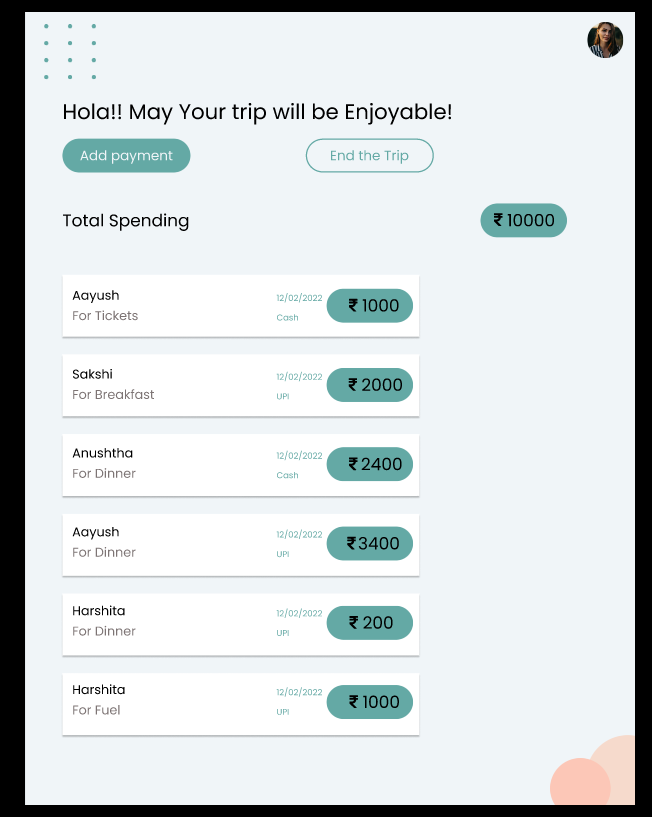 Hola!! May Your trip will be Enjoyable!
Add payment
End the Trip
Total Spending
₹ 10000
Aayush
For Tickets
12/02/2022
Cash
₹ 1000
Sakshi
For Breakfast
12/02/2022
UPI
₹ 2000
Anushtha
For Dinner
12/02/2022
Cash
₹ 2400
Aayush
For Dinner
12/02/2022
UPI
₹ 3400
Harshita
For Dinner
12/02/2022
UPI
₹ 200
Harshita
For Fuel
12/02/2022
UPI
₹ 1000